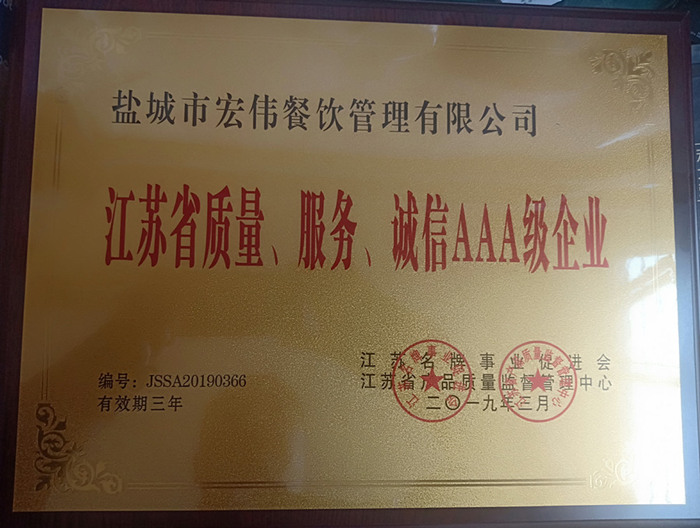 盐城市宏伟餐饮管理有限公司
江苏省质量、服务、诚信AAA级企业
江苏名牌事业促进会
编号：JSSA20190366
江苏省产品质量监督管理中心
有效期三年
二〇一九年三月